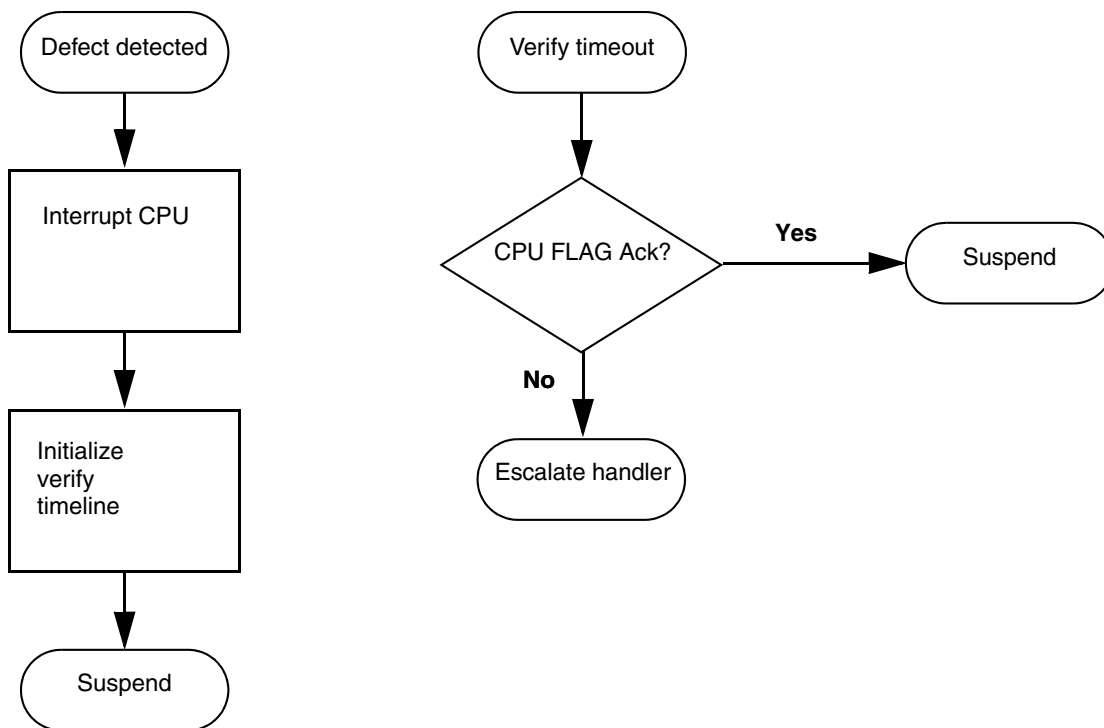 Defect detected
Interrupt CPU
Initialize
verify
timeline
Suspend
Verify timeout
CPU FLAG Ack?
Yes
Suspend
No
Escalate handler